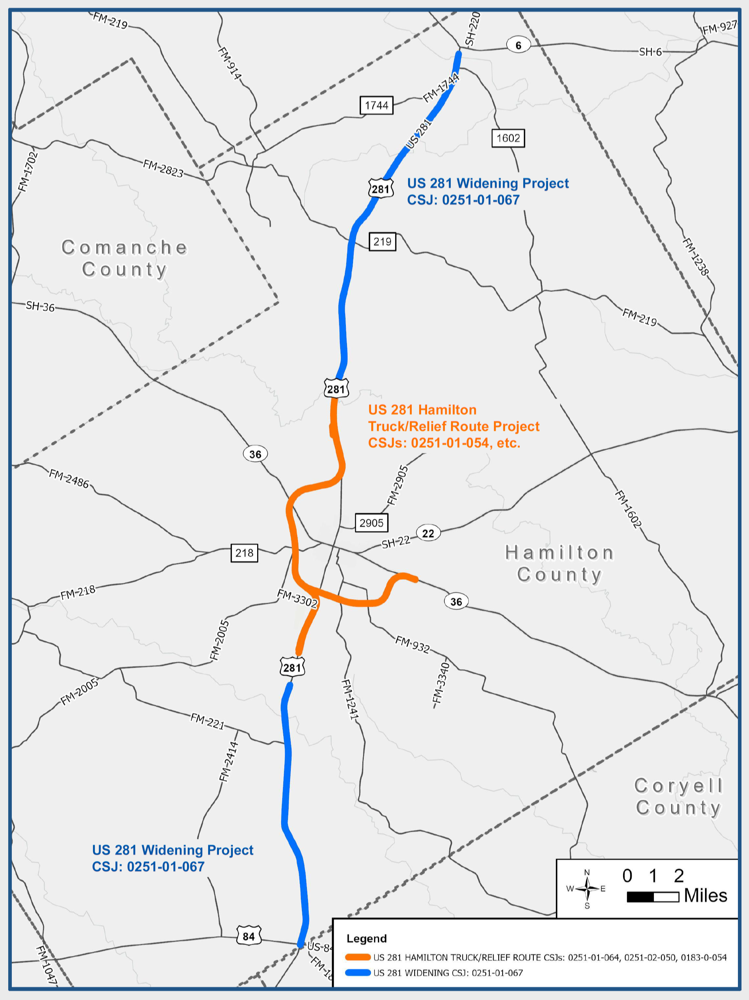 FM-219
SH-220
FM-927
6
SH-6
FM-914
FM-1744
1744
US 281
1602
FM-1702
FM-2823
281
US 281 Widening Project
CSJ: 0251-01-067
219
Comanche
County
FM-1238
SH-36
FM-219
281
US 281 Hamilton
Truck/Relief Route Project
CSJs: 0251-01-054, etc.
36
FM-2486
FM-2905
FM-1602
2905
22
SH-22
218
Hamilton
County
FM-218
FM-3302
36
FM-2005
FM-932
281
FM-3340
FM-2005
FM-1241
FM-221
FM-2414
Coryell
County
US 281 Widening Project
CSJ: 0251-01-067
N
W E
S
0 1 2
Miles
84
US-84
FM-1047
Legend
US 281 HAMILTON TRUCK/RELIEF ROUTE CSJs: 0251-01-064, 0251-02-050, 0183-0-054
US 281 WIDENING CSJ: 0251-01-067